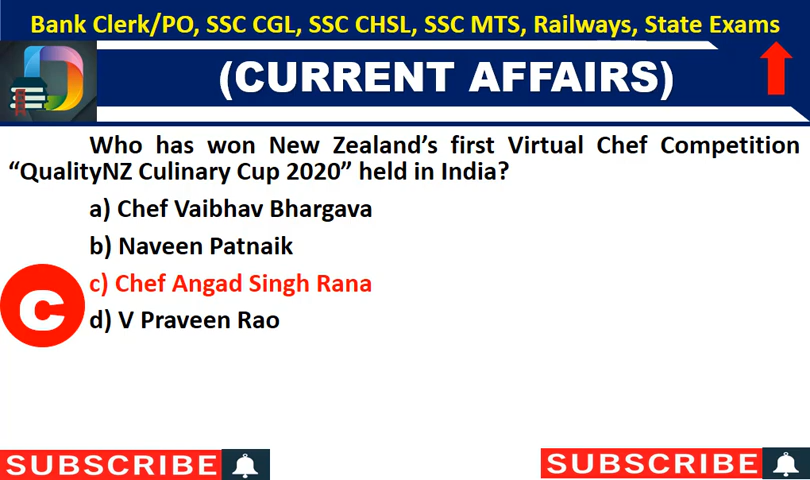 Bank Clerk/PO, SSC CGL, SSC CHSL, SSC MTS, Railways, State Exams
(CURRENT AFFAIRS)
Who has won New Zealand’s first Virtual Chef Competition
“QualityNZ Culinary Cup 2020” held in India?
a) Chef Vaibhav Bhargava
b) Naveen Patnaik
c) Chef Angad Singh Rana
C
d) V Praveen Rao
SUBSCRIBE
SUBSCRIBE